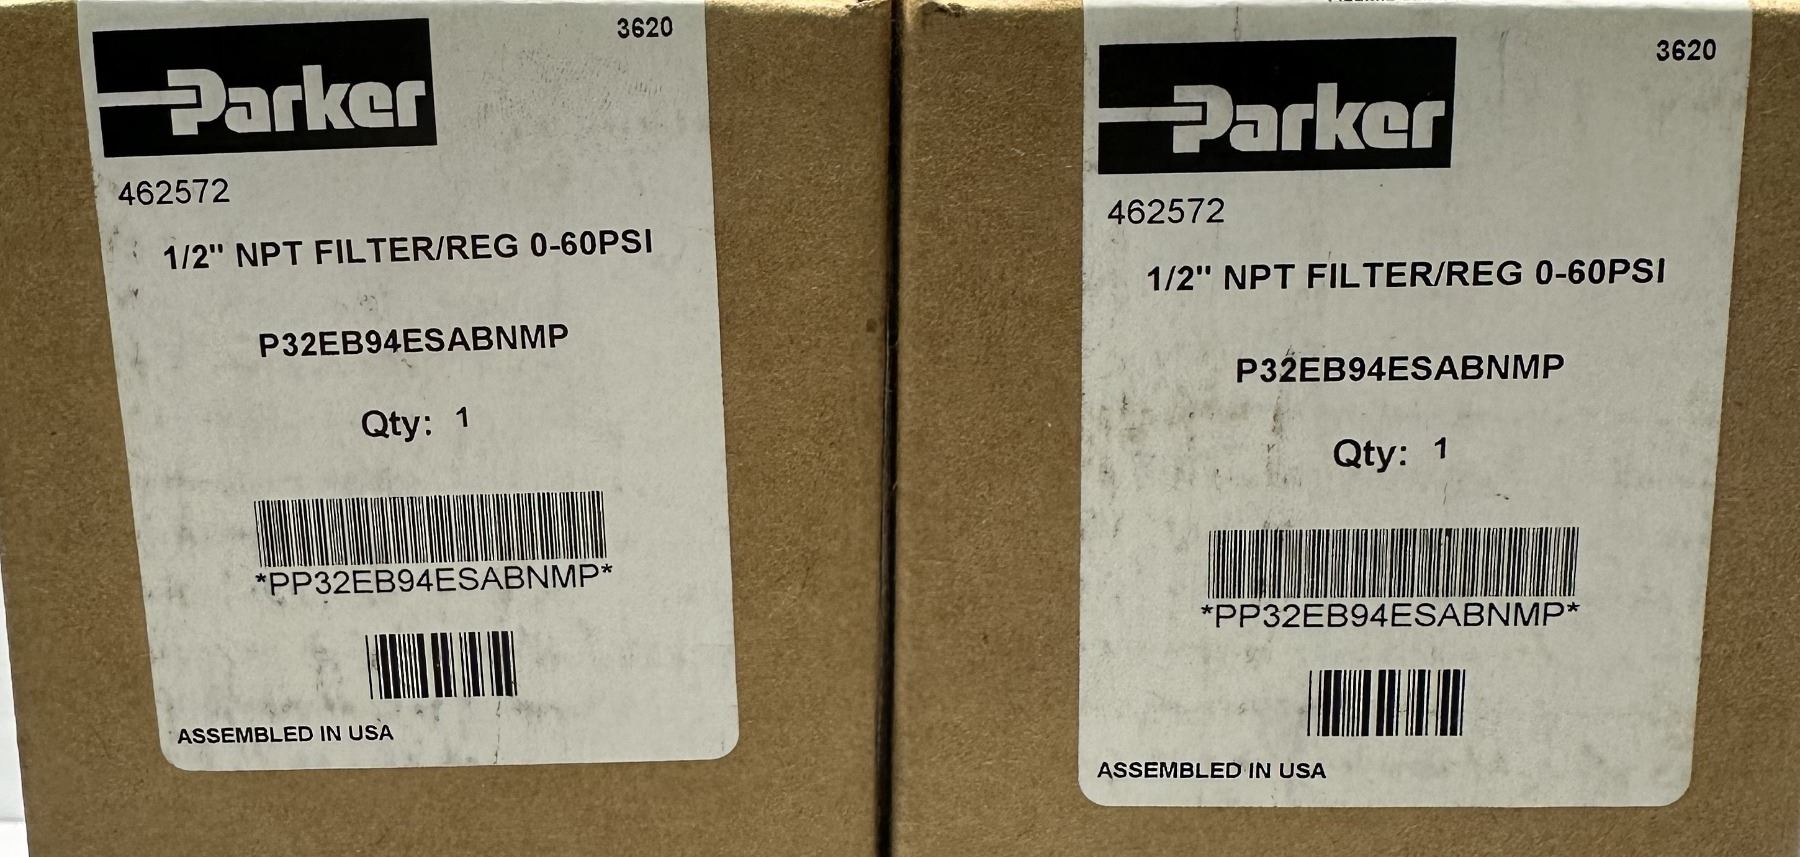 3620
Parker
462572
1/2" NPT FILTER/REG 0-60PSI
P32EB94ESABNMP
Qty: 1
*PP32EB94ESABNMP*
ASSEMBLED IN USA
3620
Parker
462572
1/2" NPT FILTER/REG 0-60PSI
P32EB94ESABNMP
Qty: 1
*PP32EB94ESABNMP*
ASSEMBLED IN USA